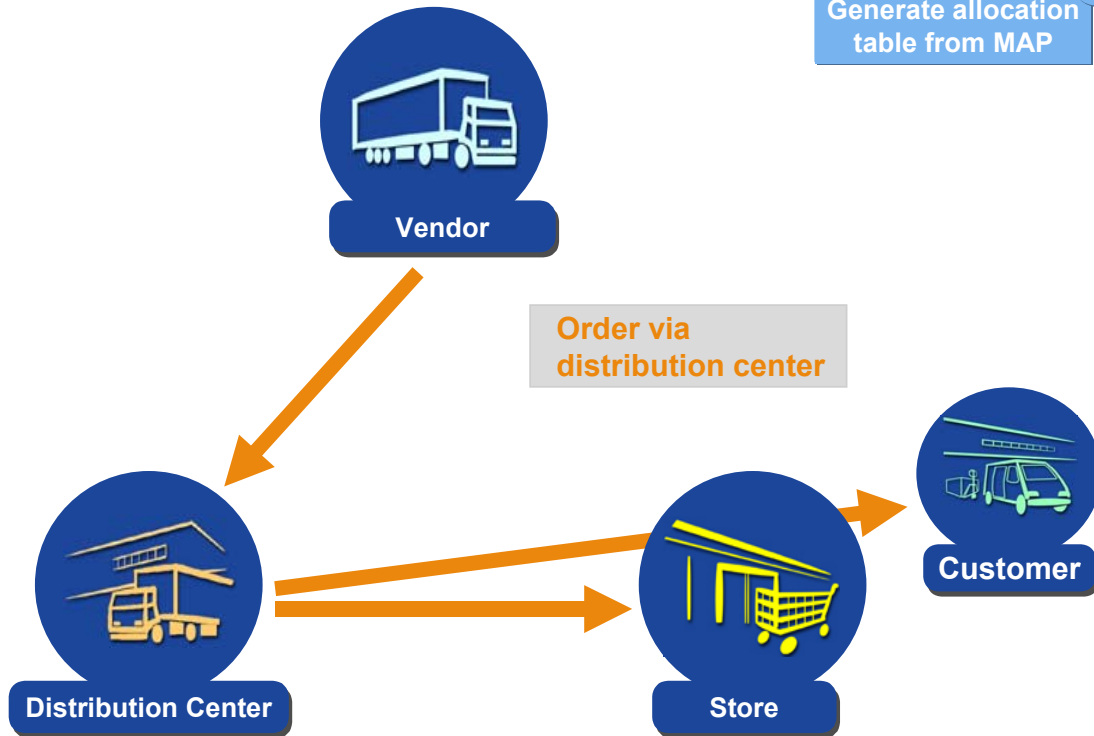 Generate allocation
table from MAP
Vendor
Order via
distribution center
Customer
Distribution Center
Store